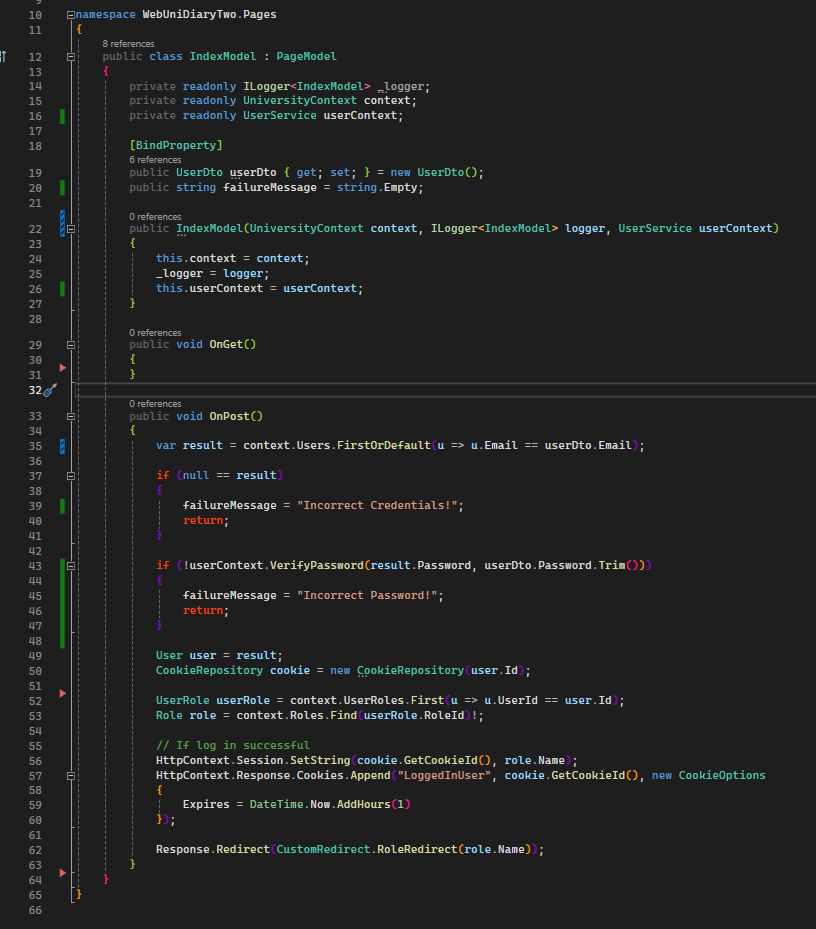 9
10 namespace WebUniDiaryTwo.Pages
11 {
8 references
12 public class IndexModel : PageModel
13 {
14 private readonly ILogger<IndexModel> _logger;
15 private readonly UniversityContext context;
16 private readonly UserService userContext;
17
18 [BindProperty]
6 references
19 public UserDto userDto { get; set; } = new UserDto();
20 public string failureMessage = string.Empty;
21
0 references
22 public IndexModel(UniversityContext context, ILogger<IndexModel> logger, UserService userContext)
23 {
24 this.context = context;
25 _logger = logger;
26 this.userContext = userContext;
27 }
28
0 references
29 public void OnGet()
30 {
31 }
32
0 references
33 public void OnPost()
34 {
35 var result = context.Users.FirstOrDefault(u => u.Email == userDto.Email);
36
37 if (null == result)
38 {
39 failureMessage = "Incorrect Credentials!";
40 return;
41 }
42
43 if (!userContext.VerifyPassword(result.Password, userDto.Password.Trim()))
44 {
45 failureMessage = "Incorrect Password!";
46 return;
47 }
48
49 User user = result;
50 CookieRepository cookie = new CookieRepository(user.Id);
51
52 UserRole userRole = context.UserRoles.First(u => u.UserId == user.Id);
53 Role role = context.Roles.Find(userRole.RoleId)!;
54
55 // If log in successful
56 HttpContext.Session.SetString(cookie.GetCookieId(), role.Name);
57 HttpContext.Response.Cookies.Append("LoggedInUser", cookie.GetCookieId(), new CookieOptions
58 {
59 Expires = DateTime.Now.AddHours(1)
60 });
61
62 Response.Redirect(CustomRedirect.RoleRedirect(role.Name));
63 }
64 }
65 }
66